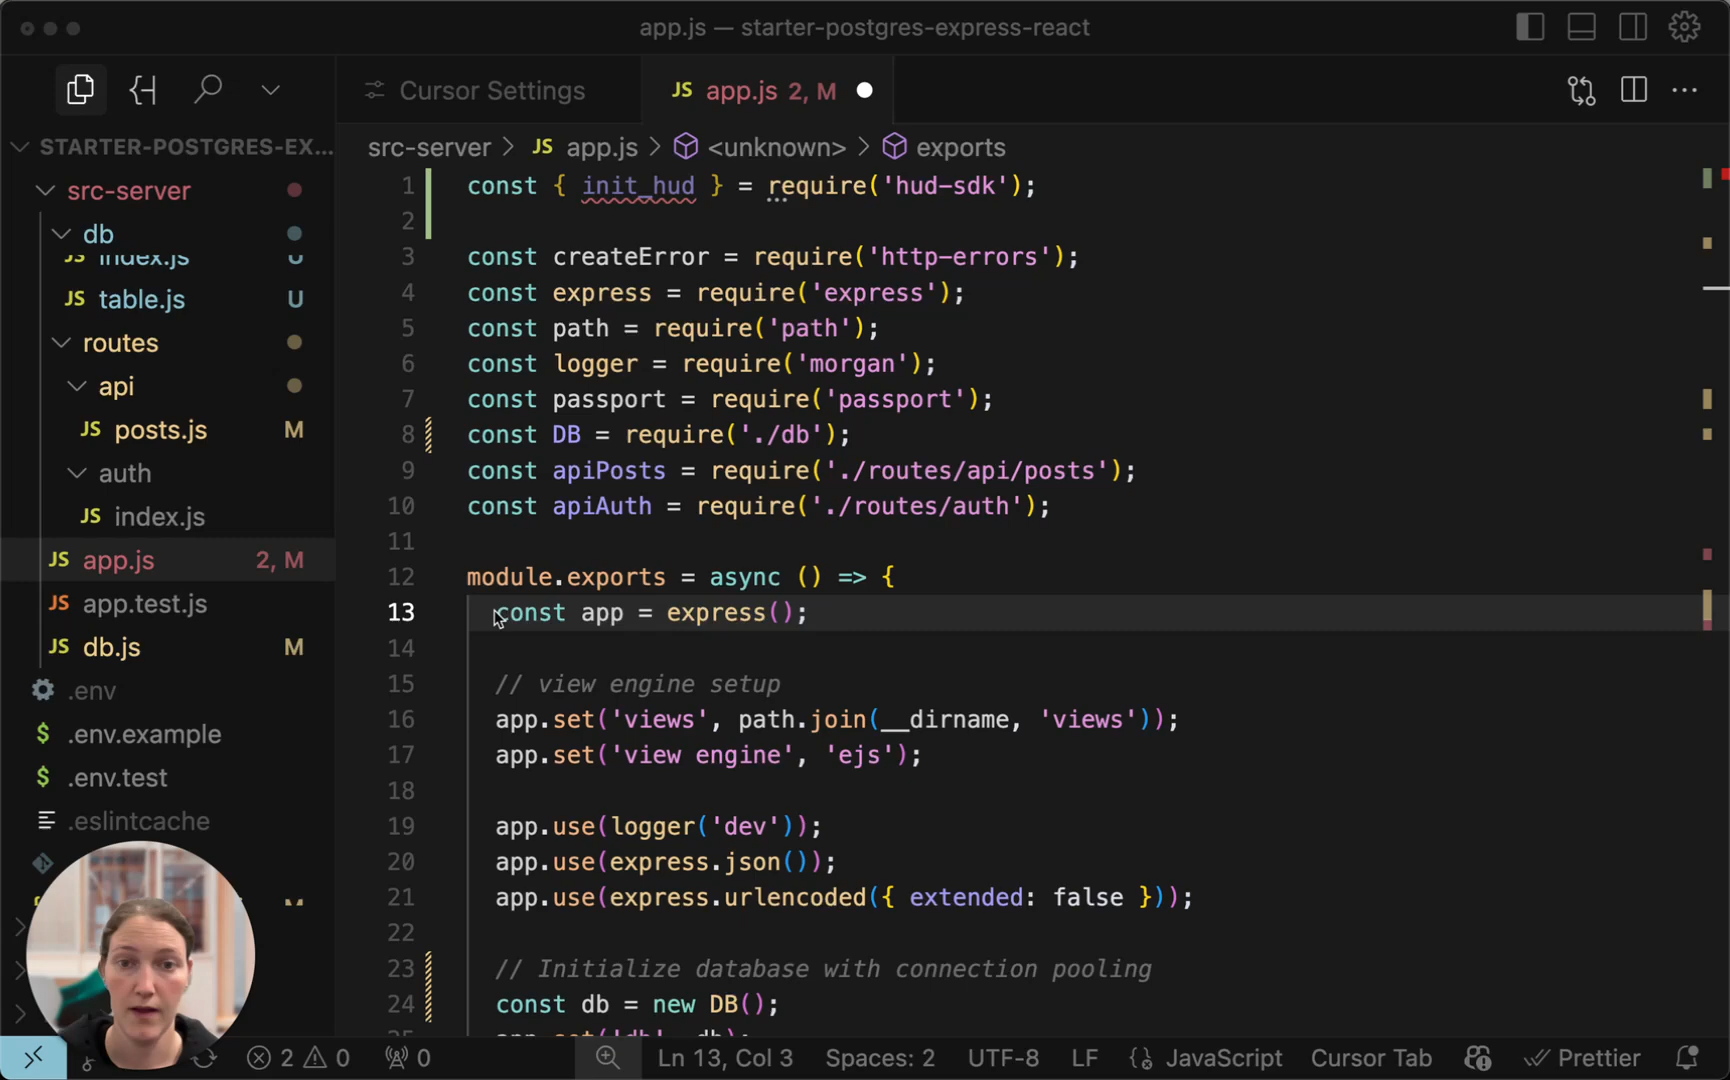 app.js — starter-postgres-express-react
Cursor Settings
JS app.js 2, M
STARTER-POSTGRES-EX...
src-server
db
JS index.js U
JS table.js U
routes
api
JS posts.js M
auth
JS index.js
JS app.js 2, M
JS app.test.js
JS db.js M
.env
$ .env.example
$ .env.test
.eslintcache
M
src-server > JS app.js > <unknown> > exports
1 const { init_hud } = require('hud-sdk');
2
3 const createError = require('http-errors');
4 const express = require('express');
5 const path = require('path');
6 const logger = require('morgan');
7 const passport = require('passport');
8 const DB = require('./db');
9 const apiPosts = require('./routes/api/posts');
10 const apiAuth = require('./routes/auth');
11
12 module.exports = async () => {
13 const app = express();
14
15 // view engine setup
16 app.set('views', path.join(__dirname, 'views'));
17 app.set('view engine', 'ejs');
18
19 app.use(logger('dev'));
20 app.use(express.json());
21 app.use(express.urlencoded({ extended: false }));
22
23 // Initialize database with connection pooling
24 const db = new DB();
25 app.set('db', db);
2 0 0 Ln 13, Col 3 Spaces: 2 UTF-8 LF {} JavaScript Cursor Tab Prettier